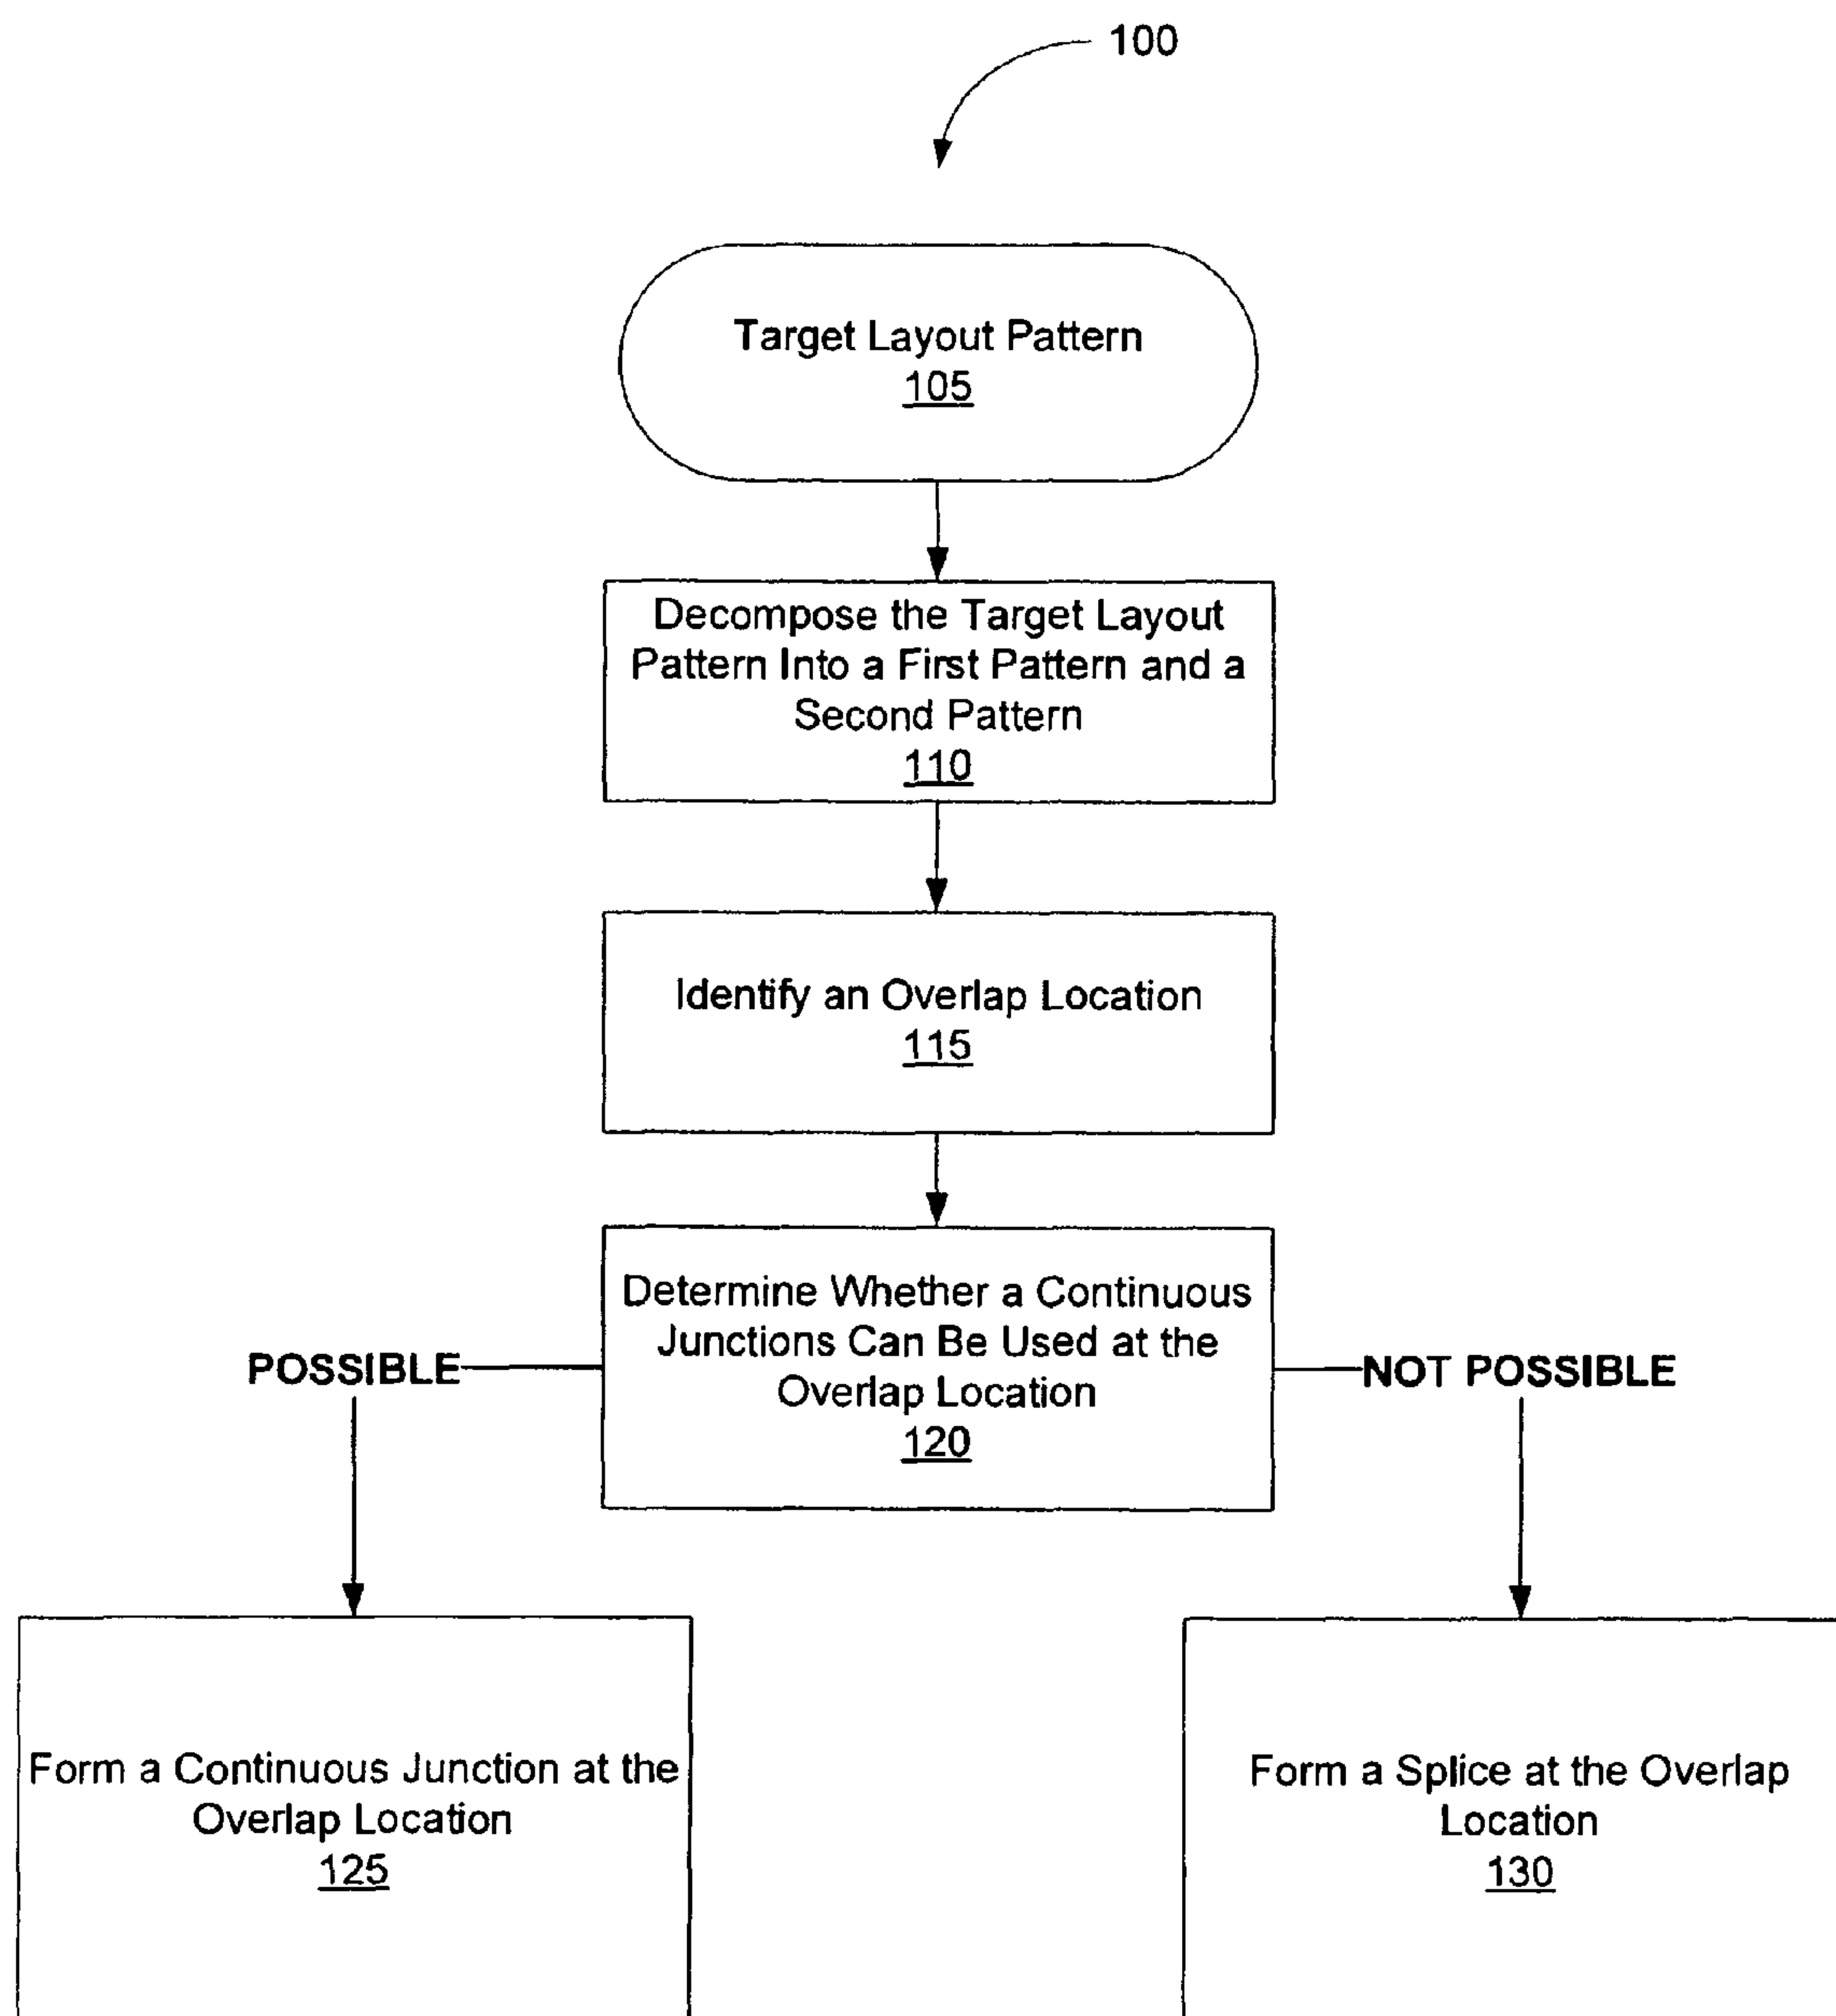 100
Target Layout Pattern
105
Decompose the Target Layout
Pattern Into a First Pattern and a
Second Pattern
110
Identify an Overlap Location
115
Determine Whether a Continuous
Junctions Can Be Used at the
Overlap Location
120
POSSIBLE
NOT POSSIBLE
Form a Continuous Junction at the
Overlap Location
125
Form a Splice at the Overlap
Location
130